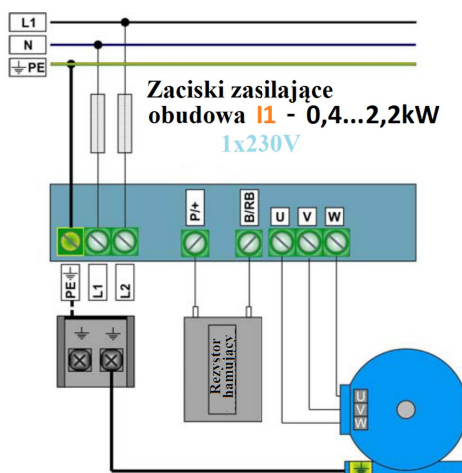 L1
N
PE
Zaciski zasilające
obudowa I1 - 0,4...2,2kW
1x230V
P/+
B/RB
U
V
W
PE
L1
L2
Rezystor
hamujący
U
V
W